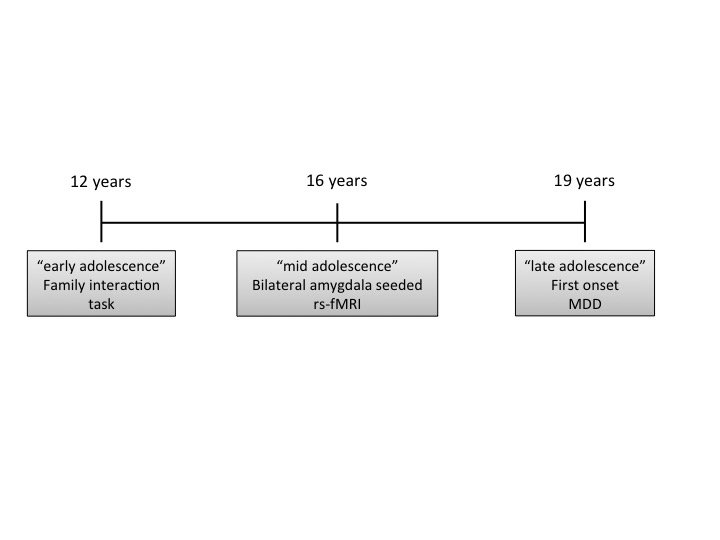 12 years
16 years
19 years
“early adolescence”
Family interaction
task
“mid adolescence”
Bilateral amygdala seeded
rs-fMRI
“late adolescence”
First onset
MDD